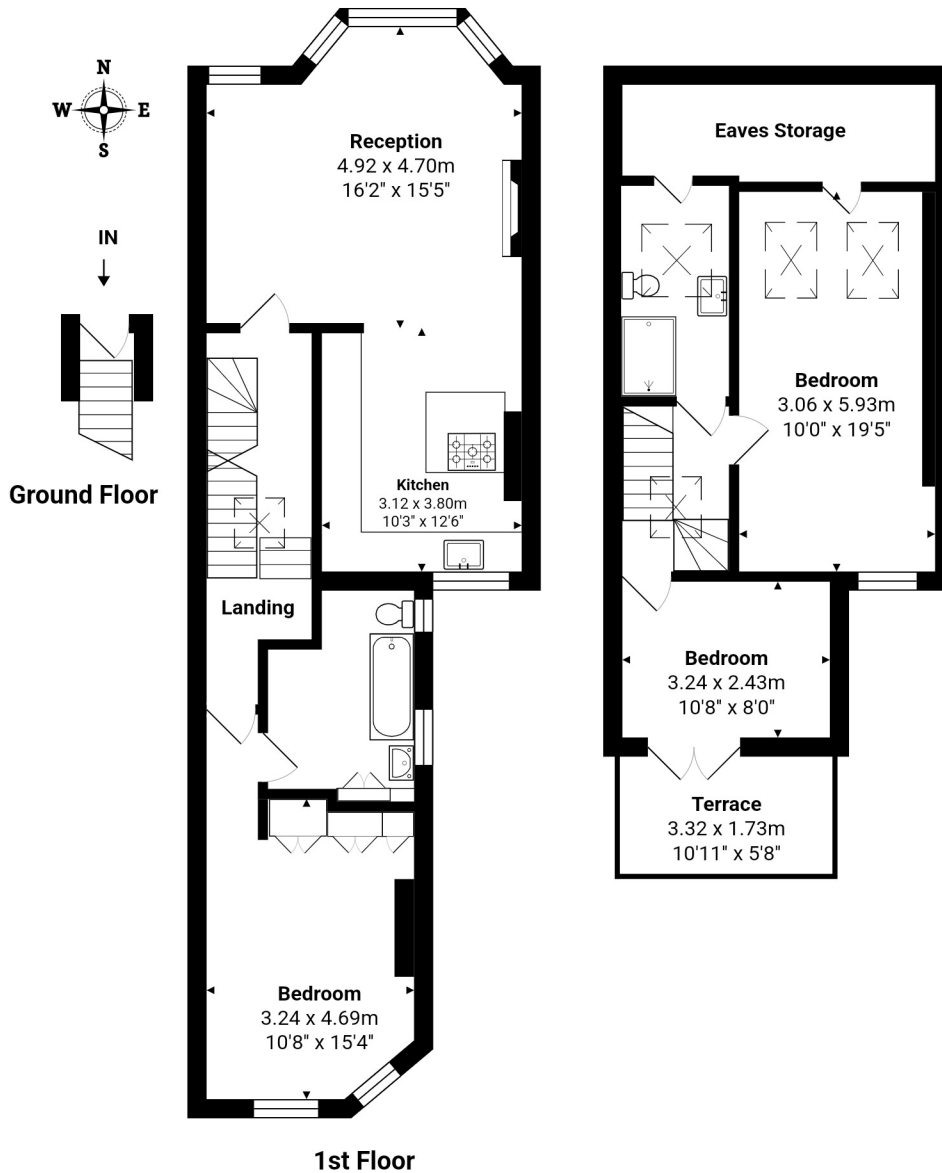 N
W E
S
IN
Ground Floor
Reception
4.92 x 4.70m
16'2" x 15'5"
Kitchen
3.12 x 3.80m
10'3" x 12'6"
Landing
Bedroom
3.24 x 4.69m
10'8" x 15'4"
1st Floor
Eaves Storage
Bedroom
3.06 x 5.93m
10'0" x 19'5"
Bedroom
3.24 x 2.43m
10'8" x 8'0"
Terrace
3.32 x 1.73m
10'11" x 5'8"